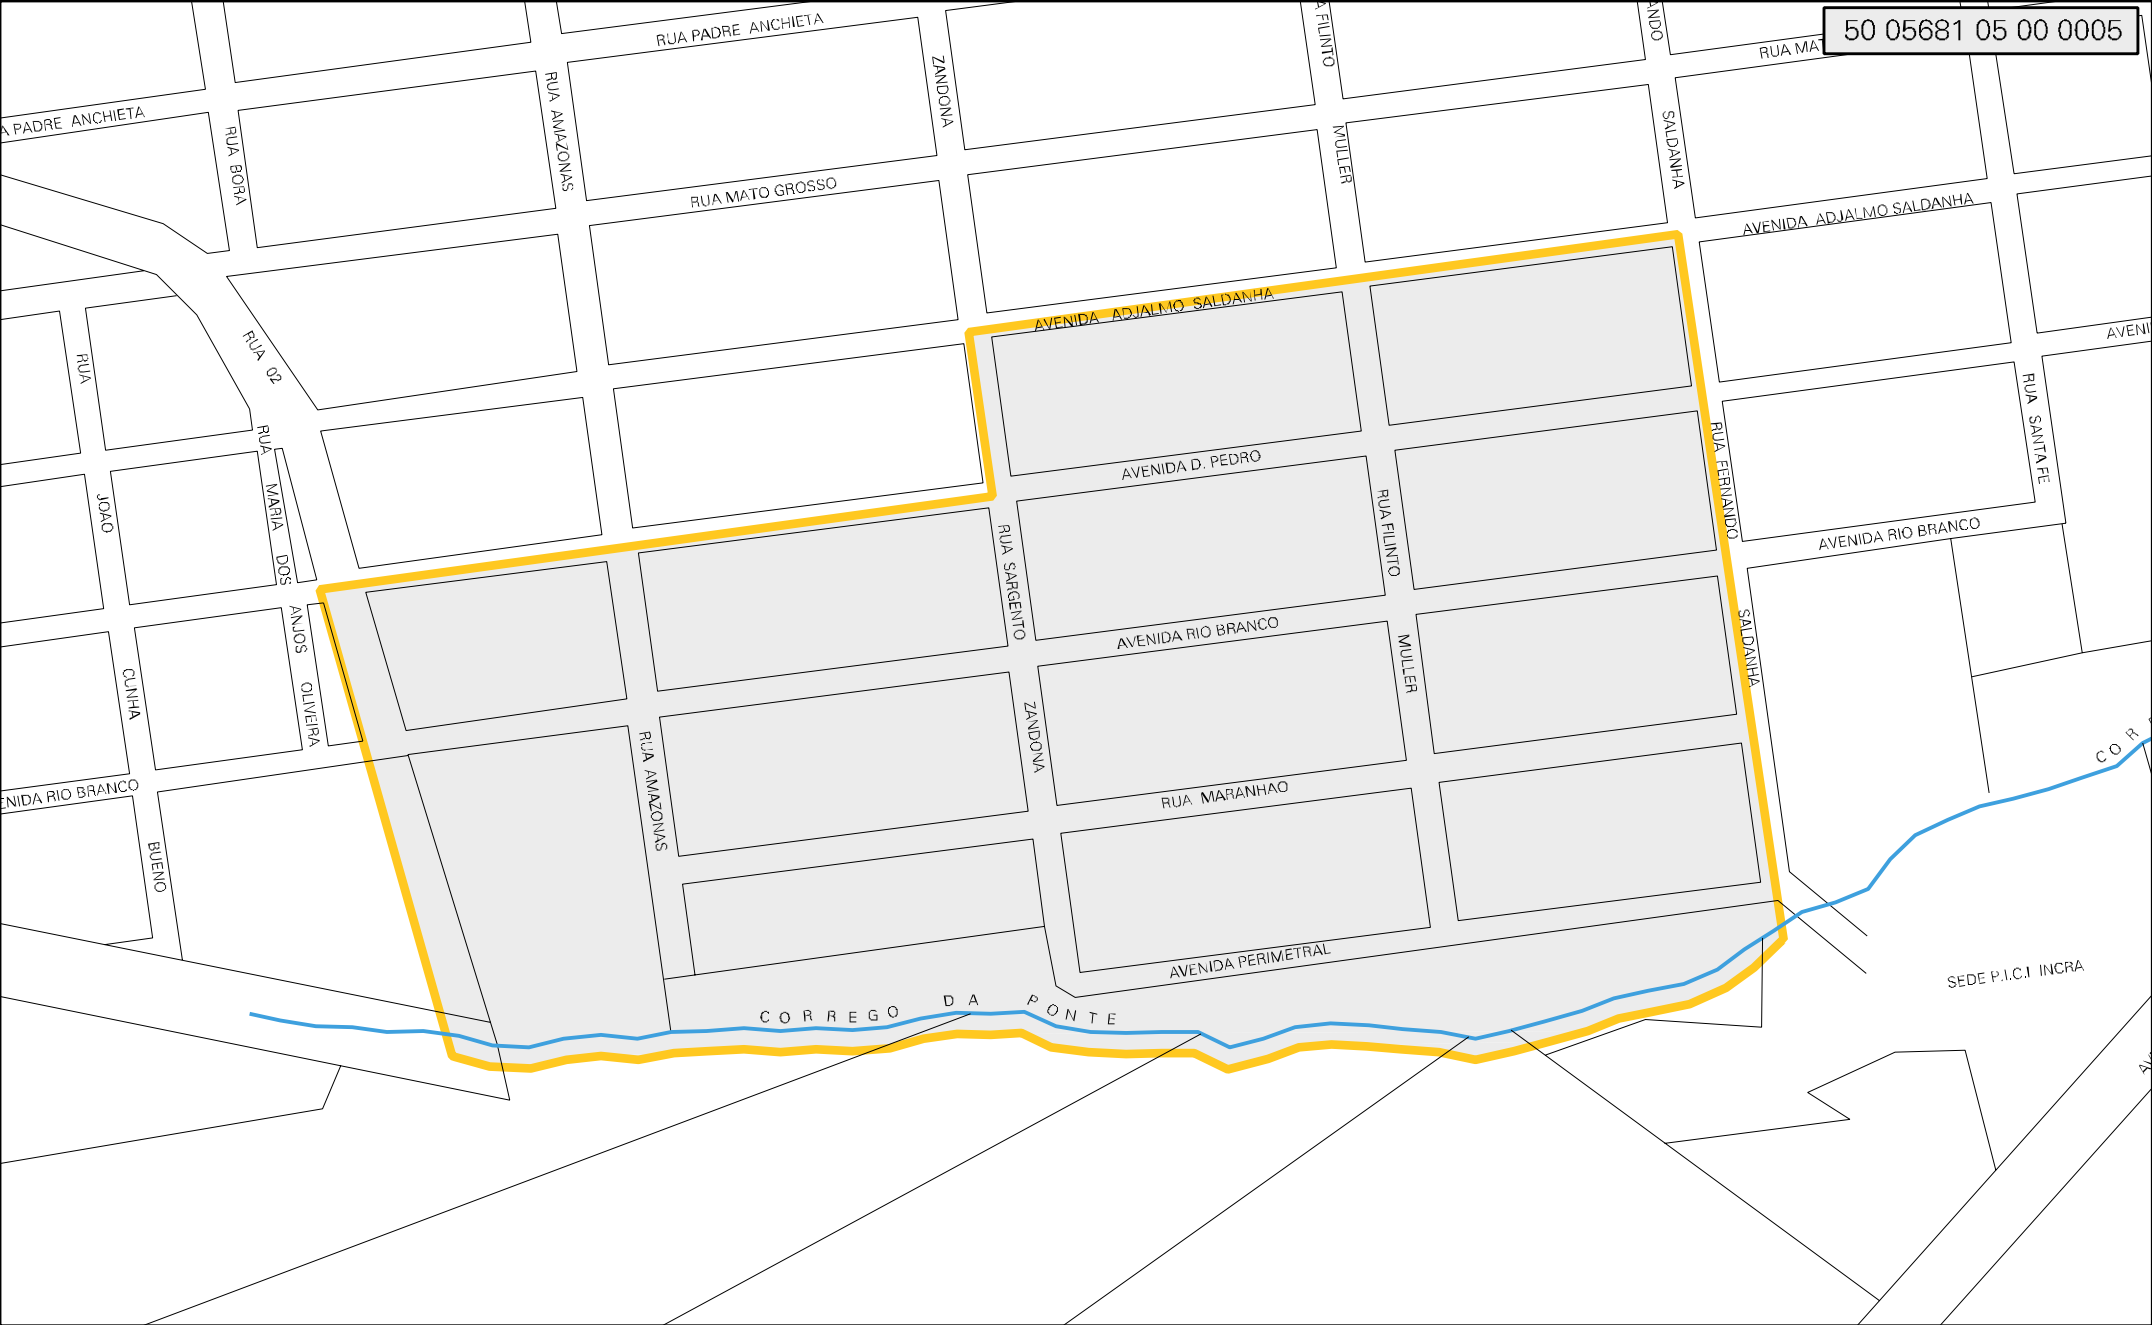 RUA PADRE ANCHIETA
A FILINTO
ANDO
RUA MAT
50 05681 05 00 0005
A PADRE ANCHIETA
RUA BORA
RUA AMAZONAS
ZANDONA
MULLER
SALDANHA
RUA MATO GROSSO
AVENIDA ADJALMO SALDANHA
AVENIDA ADJALMO SALDANHA
AVENI
RUA 02
RUA
JOAO
CUNHA
BUENO
RUA
MARIA
DOS
ANJOS
OLIVEIRA
AVENIDA D. PEDRO
RUA FILINTO
MULLER
RUA FERNANDO
SALDANHA
RUA SANTA FE
AVENIDA RIO BRANCO
RUA SARGENTO
ZANDONA
AVENIDA RIO BRANCO
RUA AMAZONAS
ENIDA RIO BRANCO
RUA MARANHAO
AVENIDA PERIMETRAL
CORREGO DA PONTE
COR
SEDE P.I.C.I INCRA